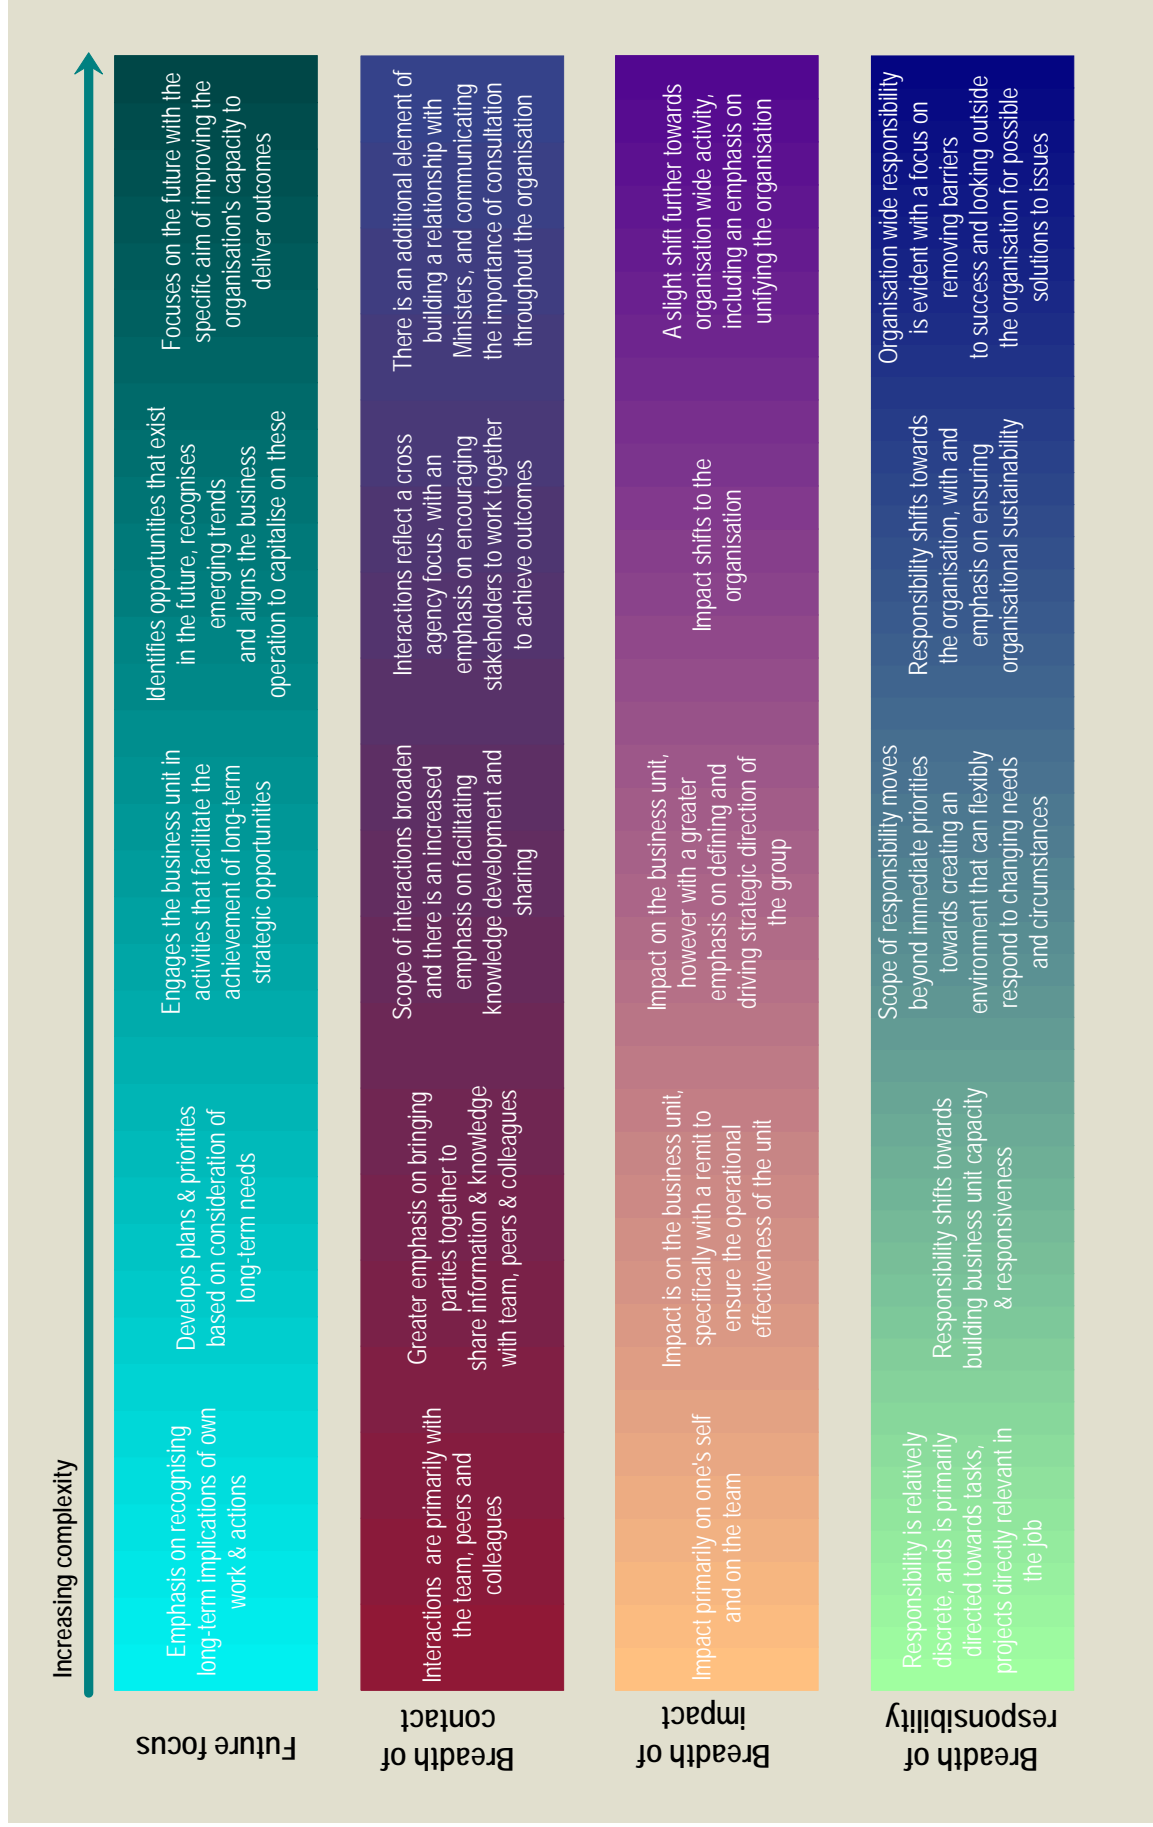 Increasing complexity
Future focus
Emphasis on recognising
long-term implications of own
work & actions
Develops plans & priorities
based on consideration of
long-term needs
Engages the business unit in
activities that facilitate the
achievement of long-term
strategic opportunities
Identifies opportunities that exist
in the future, recognises
emerging trends
and aligns the business
operation to capitalise on these
Focuses on the future with the
specific aim of improving the
organisation's capacity to
deliver outcomes
Breadth of
contact
Interactions are primarily with
the team, peers and
colleagues
Greater emphasis on bringing
parties together to
share information & knowledge
with team, peers & colleagues
Scope of interactions broaden
and there is an increased
emphasis on facilitating
knowledge development and
sharing
Interactions reflect a cross
agency focus, with an
emphasis on encouraging
stakeholders to work together
to achieve outcomes
There is an additional element of
building a relationship with
Ministers, and communicating
the importance of consultation
throughout the organisation
Breadth of
impact
Impact primarily on one's self
and on the team
Impact is on the business unit,
specifically with a remit to
ensure the operational
effectiveness of the unit
Impact on the business unit,
however with a greater
emphasis on defining and
driving strategic direction of
the group
Impact shifts to the
organisation
A slight shift further towards
organisation wide activity,
including an emphasis on
unifying the organisation
Breadth of
responsibility
Responsibility is relatively
discrete, ands is primarily
directed towards tasks,
projects directly relevant in
the job
Responsibility shifts towards
building business unit capacity
& responsiveness
Scope of responsibility moves
beyond immediate priorities
towards creating an
environment that can flexibly
respond to changing needs
and circumstances
Responsibility shifts towards
the organisation, with and
emphasis on ensuring
organisational sustainability
Organisation wide responsibility
is evident with a focus on
removing barriers
to success and looking outside
the organisation for possible
solutions to issues